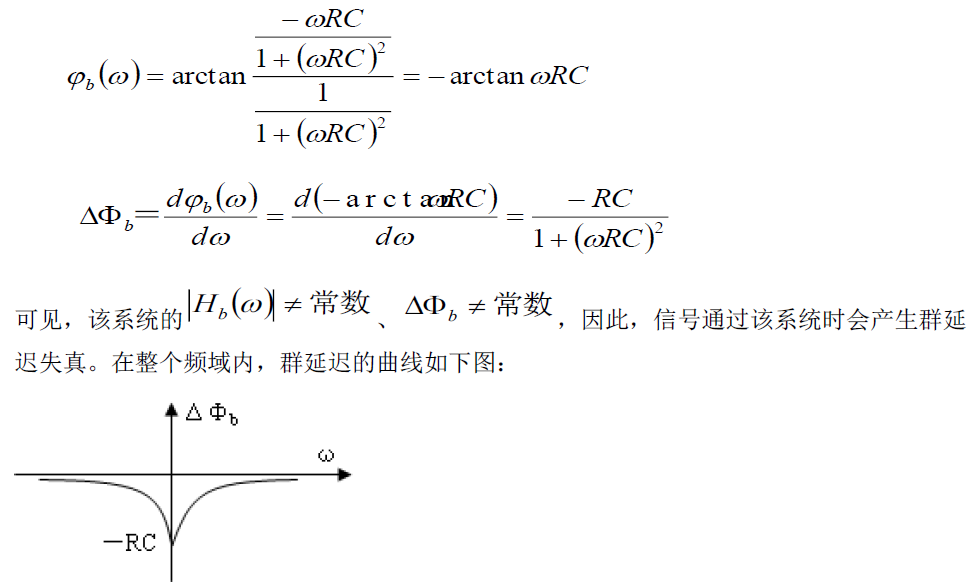 φ_b(ω) = arctan ((-ωRC)/(1+(ωRC)²))/(1/(1+(ωRC)²)) = -arctan ωRC
ΔΦ_b = dφ_b(ω)/dω = d(-arctan ωRC)/dω = -RC/(1+(ωRC)²)
可见，该系统的|H_b(ω)| ≠ 常数、ΔΦ_b ≠ 常数，因此，信号通过该系统时会产生群延
迟失真。在整个频域内，群延迟的曲线如下图：
ΔΦ_b
ω
-RC